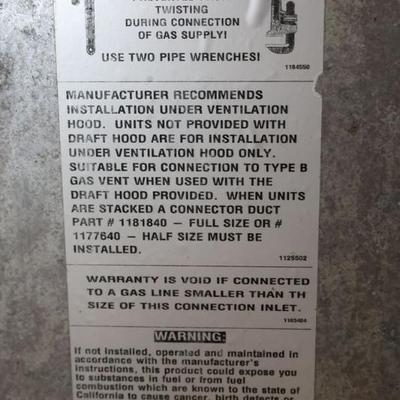 TWISTING
DURING CONNECTION
OF GAS SUPPLY!
USE TWO PIPE WRENCHES!
1184550
MANUFACTURER RECOMMENDS
INSTALLATION UNDER VENTILATION
HOOD. UNITS NOT PROVIDED WITH
DRAFT HOOD ARE FOR INSTALLATION
UNDER VENTILATION HOOD ONLY.
SUITABLE FOR CONNECTION TO TYPE B
GAS VENT WHEN USED WITH THE
DRAFT HOOD PROVIDED. WHEN UNITS
ARE STACKED A CONNECTOR DUCT
PART # 1181840 – FULL SIZE OR #
1177640 – HALF SIZE MUST BE
INSTALLED.
1125502
WARRANTY IS VOID IF CONNECTED
TO A GAS LINE SMALLER THAN TH
SIZE OF THIS CONNECTION INLET.
WARNING:
If not installed, operated and maintained in
accordance with the manufacturer's
instructions, this product could expose you
to substances in fuel or from fuel
combustion which are known to the state of
California to cause cancer, birth defects or